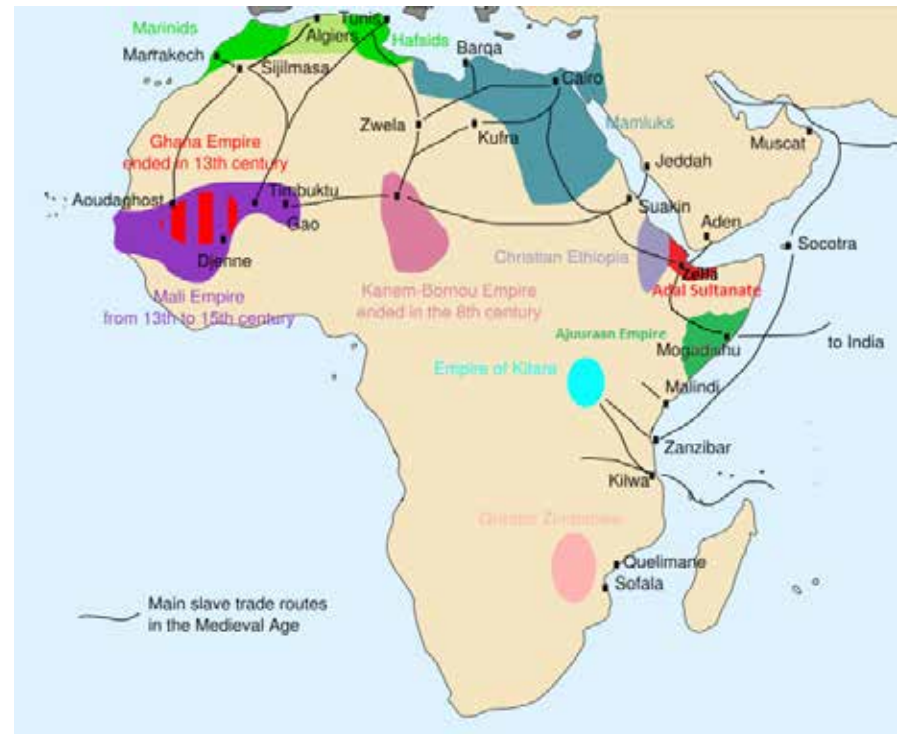 Marinids
Tunis
Algiers
Hafsids
Marrakech
Sijilmasa
Barqa
Cairo
Zwela
Kufra
Mamluks
Muscat
Ghana Empire
ended in 13th century
Jeddah
Aoudaghost
Timbuktu
Gao
Suakin
Aden
Djenne
Christian Ethiopia
Socotra
Zeila
Adal Sultanate
Mali Empire
from 13th to 15th century
Kanem-Bornou Empire
ended in the 8th century
Ajuuraan Empire
Mogadishu
to India
Empire of Kitara
Malindi
Zanzibar
Kilwa
Greater Zimbabwe
Quelimane
Sofala
Main slave trade routes
in the Medieval Age